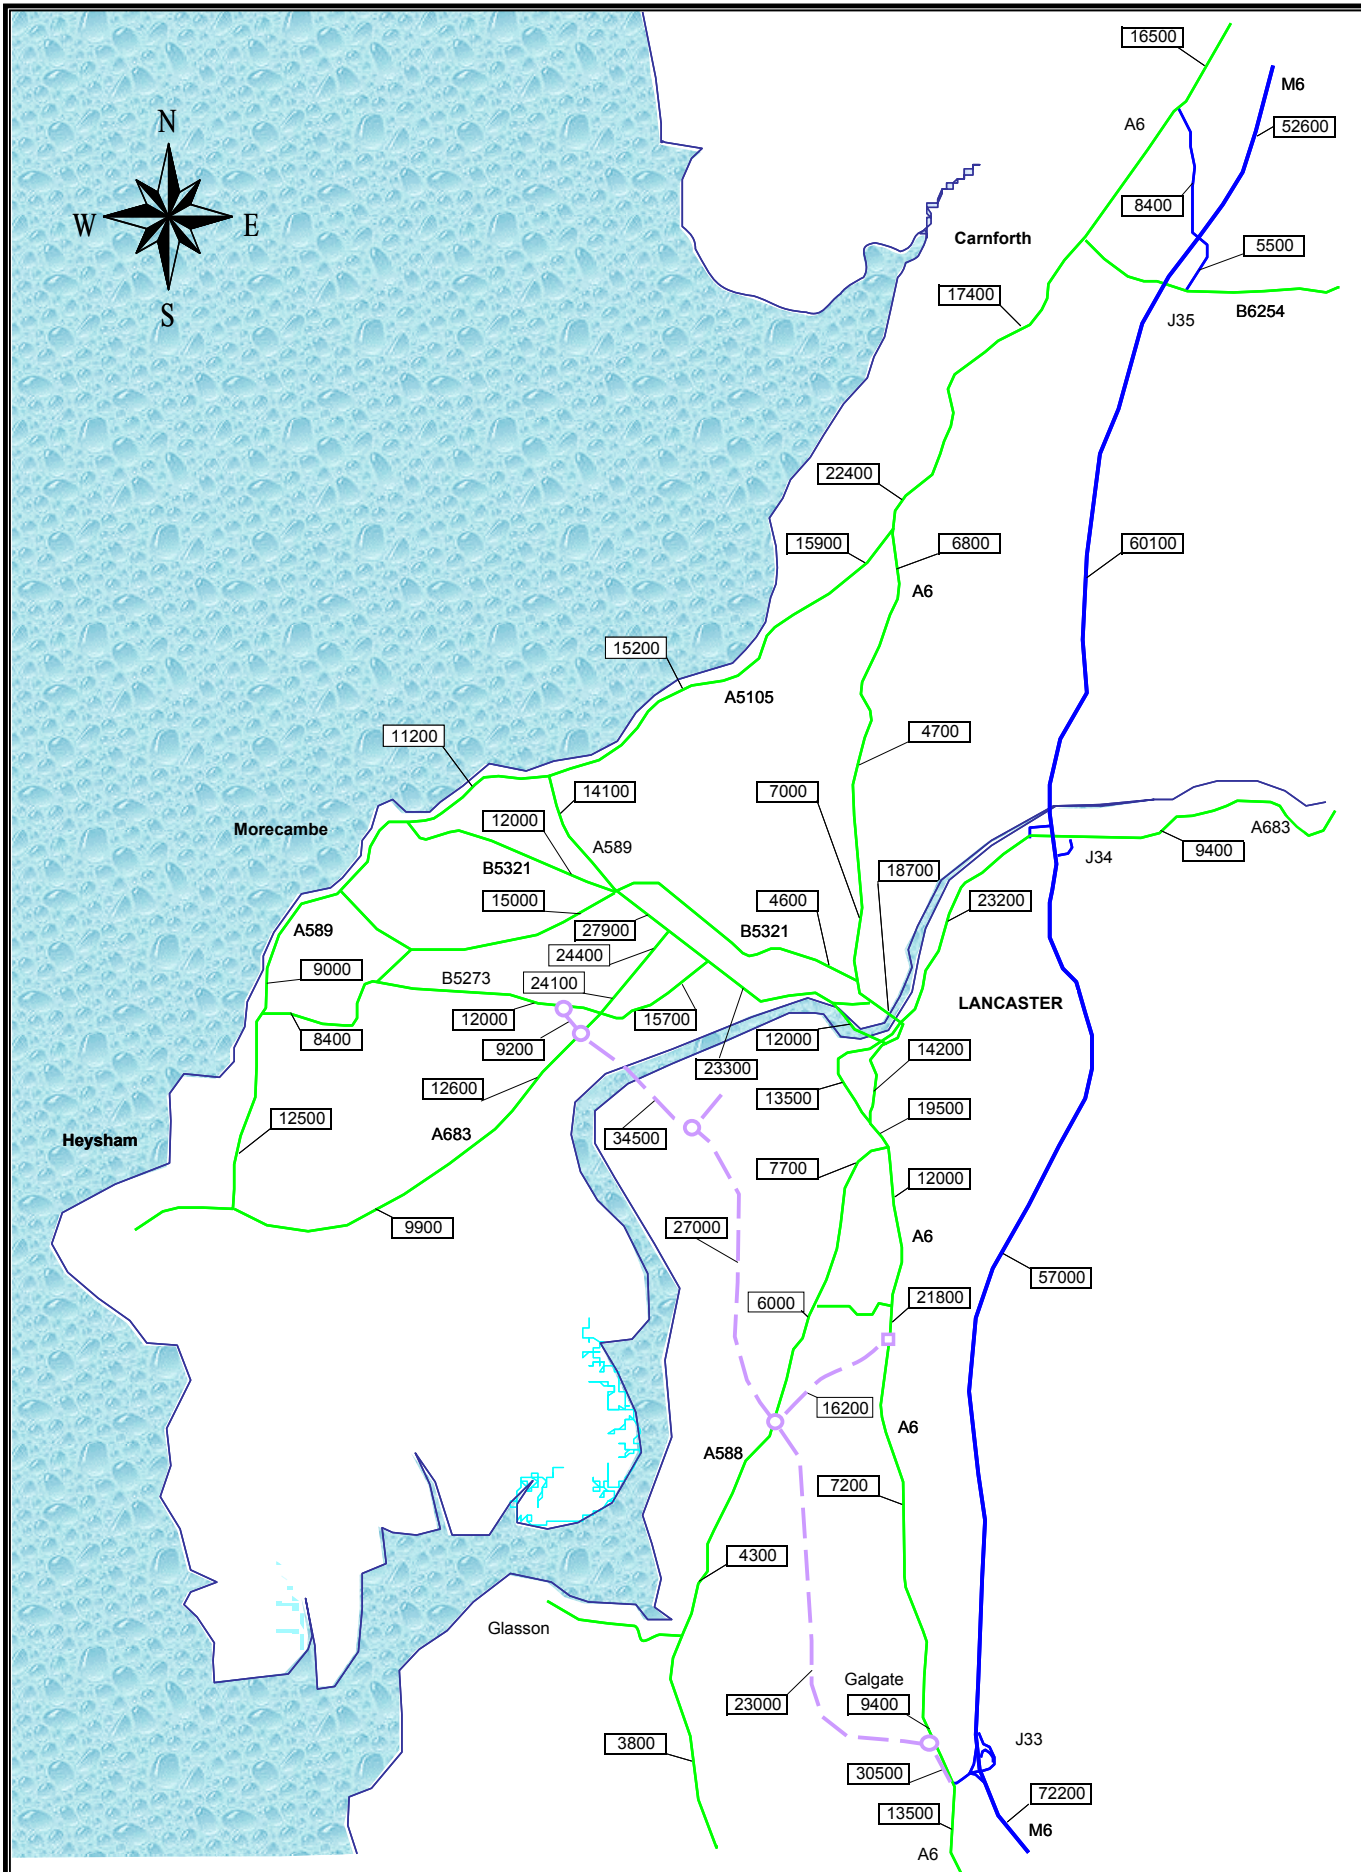 16500
M6
A6
52600
N
8400
W
E
Carnforth
5500
17400
B6254
S
J35
22400
15900
6800
60100
A6
15200
A5105
11200
4700
14100
7000
12000
Morecambe
A683
A589
9400
J34
B5321
18700
15000
4600
23200
27900
A589
B5321
24400
9000
B5273
24100
LANCASTER
12000
15700
8400
12000
9200
14200
23300
12600
13500
19500
12500
A683
34500
Heysham
7700
12000
9900
27000
A6
57000
6000
21800
16200
A6
A588
7200
4300
Glasson
Galgate
23000
9400
J33
3800
30500
72200
13500
M6
A6